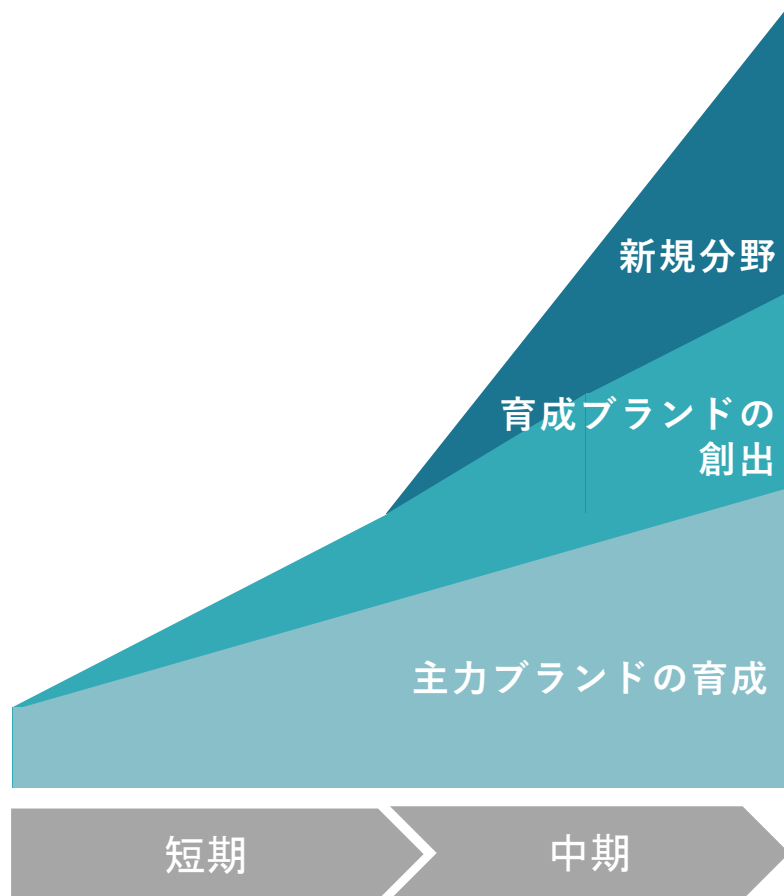 新規分野
育成ブランドの
創出
主力ブランドの育成
短期
中期